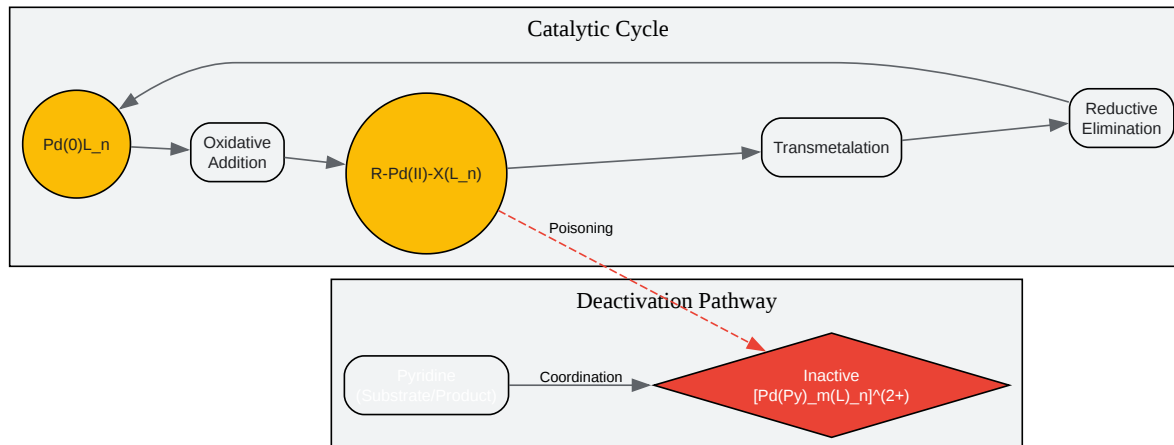 Catalytic Cycle
Pd(0)L_n
Oxidative
Addition
R-Pd(II)-X(L_n)
Transmetalation
Reductive
Elimination
Poisoning
Deactivation Pathway
Pyridine
(Substrate/Product)
Coordination
Inactive
[Pd(Py)_m(L)_n]^(2+)